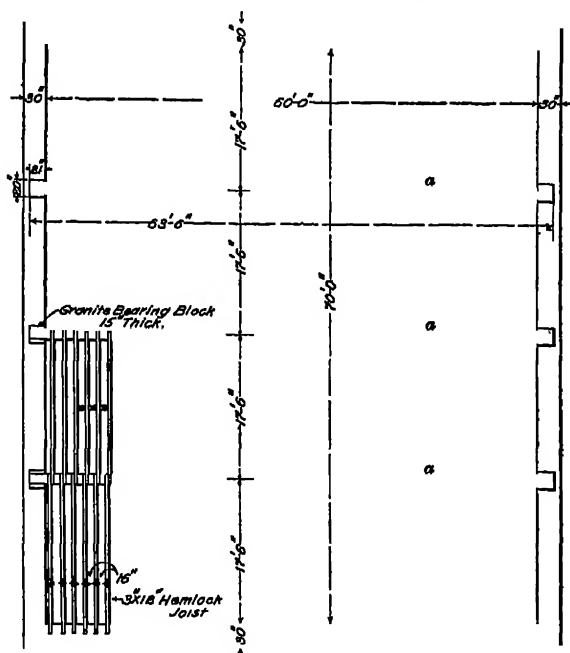 30"
30"
60'-0"
30"
17'-6"
21"
20"
a
63'-6"
17'-6"
70'-0"
Granite Bearing Block
15" Thick.
a
17'-6"
a
17'-6"
16"
3"X18" Hemlock
Joist
30"